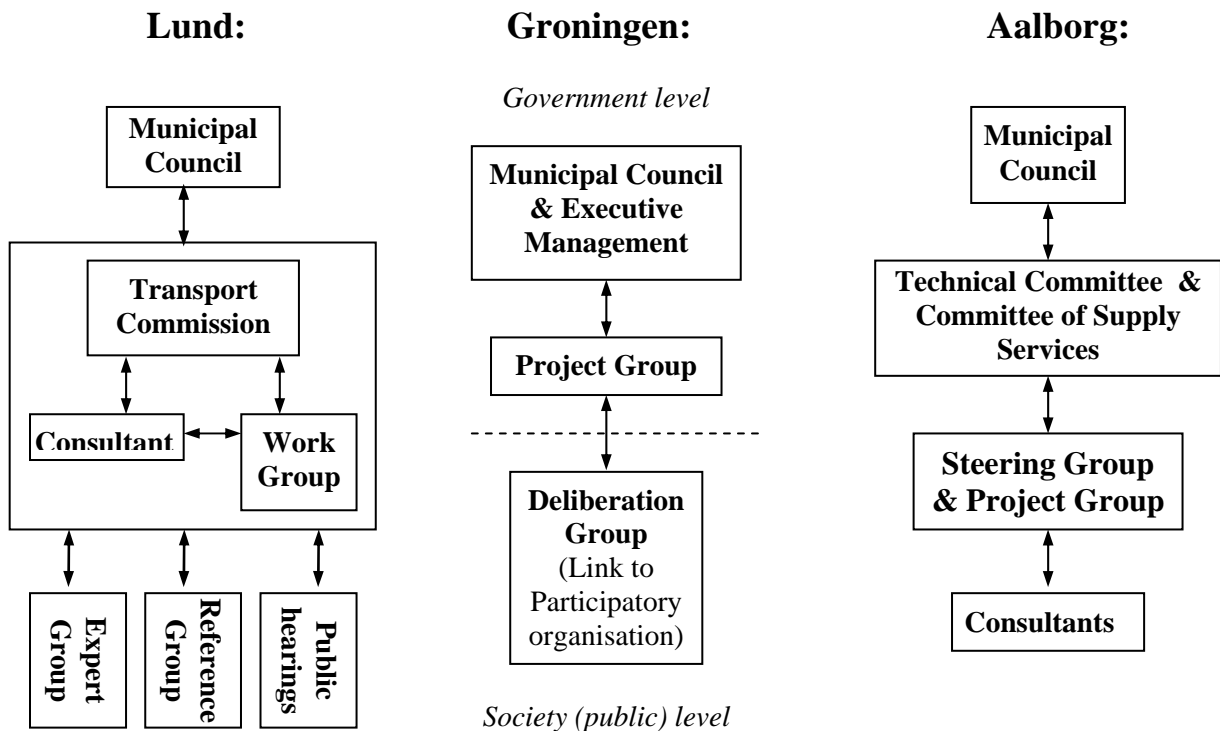 Lund:
Municipal
Council
Transport
Commission
Consultant
Work
Group
Expert
Group
Reference
Group
Public
hearings
Groningen:
Government level
Municipal Council
& Executive
Management
Project Group
Deliberation
Group
(Link to
Participatory
organisation)
Society (public) level
Aalborg:
Municipal
Council
Technical Committee &
Committee of Supply
Services
Steering Group
& Project Group
Consultants